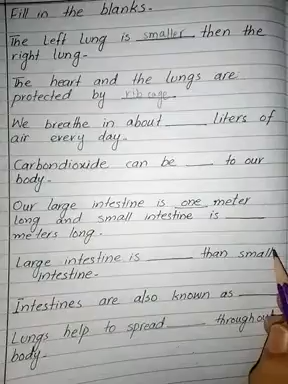 Fill in the blanks.
The Left Lung is smaller then the
right lung.
The heart and the lungs are
protected by rib cage.
We breathe in about ____ liters of
air every day.
Carbondioxide can be ____ to our
body.
Our large intestine is one meter
long and small intestine is ____
meters long.
Large intestine is ____ than small
intestine.
Intestines are also known as ____
Lungs help to spread ____ throughout
body.